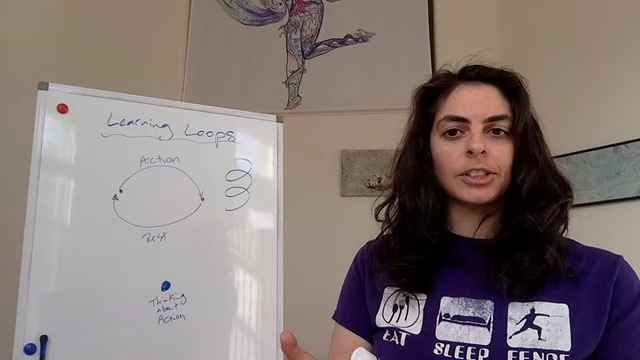 Learning Loops
Action
Rest
Thinking
about
Action
EAT
SLEEP
FENCE